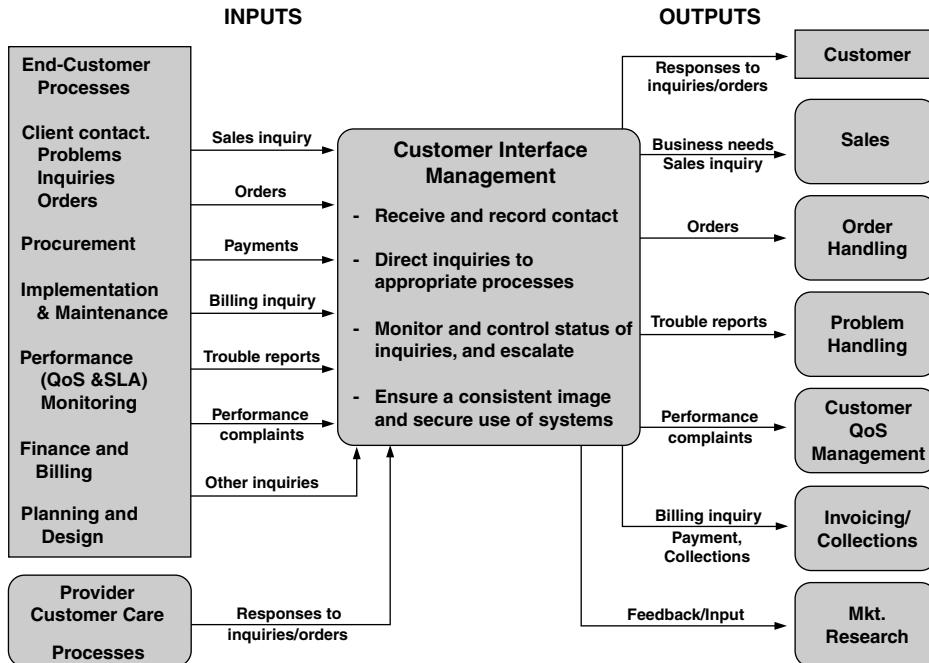 INPUTS
OUTPUTS
End-Customer
Processes
Client contact.
Problems
Inquiries
Orders
Procurement
Implementation
& Maintenance
Performance
(QoS &SLA)
Monitoring
Finance and
Billing
Planning and
Design
Provider
Customer Care
Processes
Sales inquiry
Orders
Payments
Billing inquiry
Trouble reports
Performance
complaints
Other inquiries
Responses to
inquiries/orders
Customer Interface
Management
- Receive and record contact
- Direct inquiries to
appropriate processes
- Monitor and control status of
inquiries, and escalate
- Ensure a consistent image
and secure use of systems
Responses to
inquiries/orders
Business needs
Sales inquiry
Orders
Trouble reports
Performance
complaints
Billing inquiry
Payment,
Collections
Feedback/Input
Customer
Sales
Order
Handling
Problem
Handling
Customer
QoS
Management
Invoicing/
Collections
Mkt.
Research